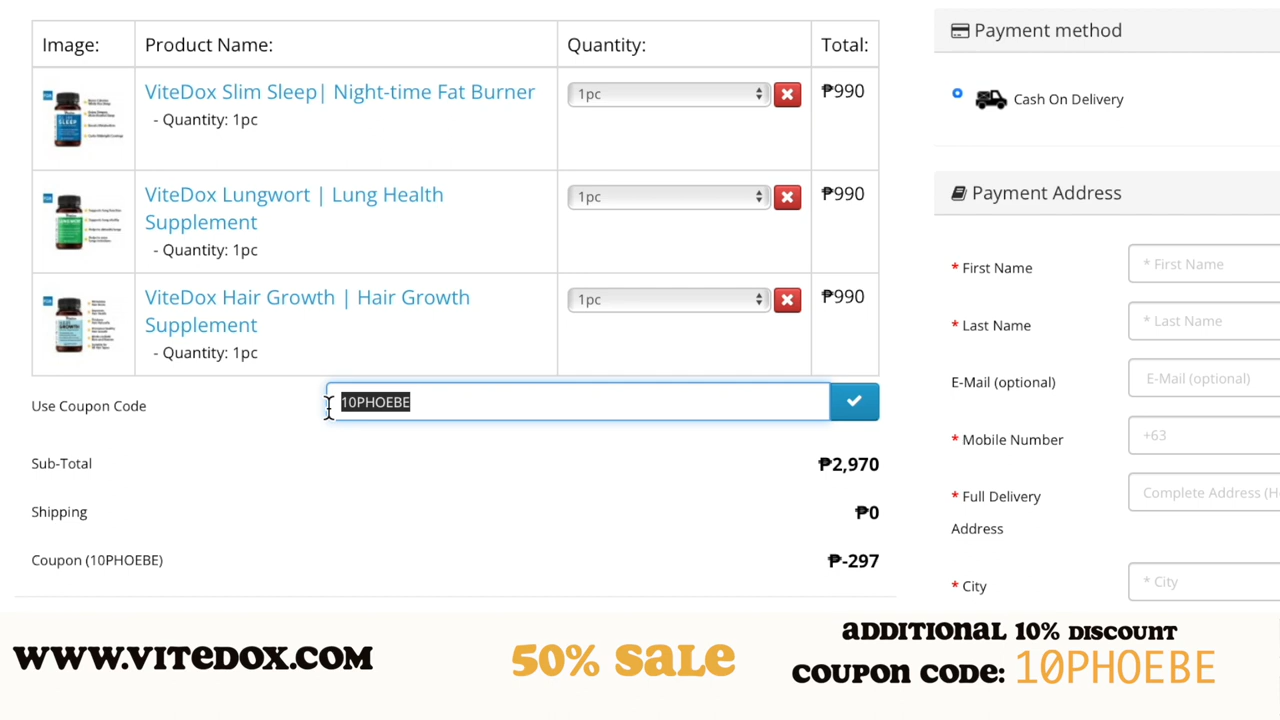 Image:
Product Name:
Quantity:
Total:
ViteDox Slim Sleep| Night-time Fat Burner
- Quantity: 1pc
1pc
₱990
SLEEP
ViteDox Lungwort | Lung Health
Supplement
- Quantity: 1pc
1pc
₱990
ViteDox Hair Growth | Hair Growth
Supplement
- Quantity: 1pc
1pc
₱990
GROWTH
Use Coupon Code
10PHOEBE
Sub-Total
₱2,970
Shipping
₱0
Coupon (10PHOEBE)
₱-297
Payment method
Cash On Delivery
Payment Address
* First Name
* First Name
* Last Name
* Last Name
E-Mail (optional)
E-Mail (optional)
* Mobile Number
+63
* Full Delivery
Address
Complete Address (H
* City
* City
WWW.VITEDOX.COM
50% SALE
ADDITIONAL 10% DISCOUNT
COUPON CODE: 10PHOEBE